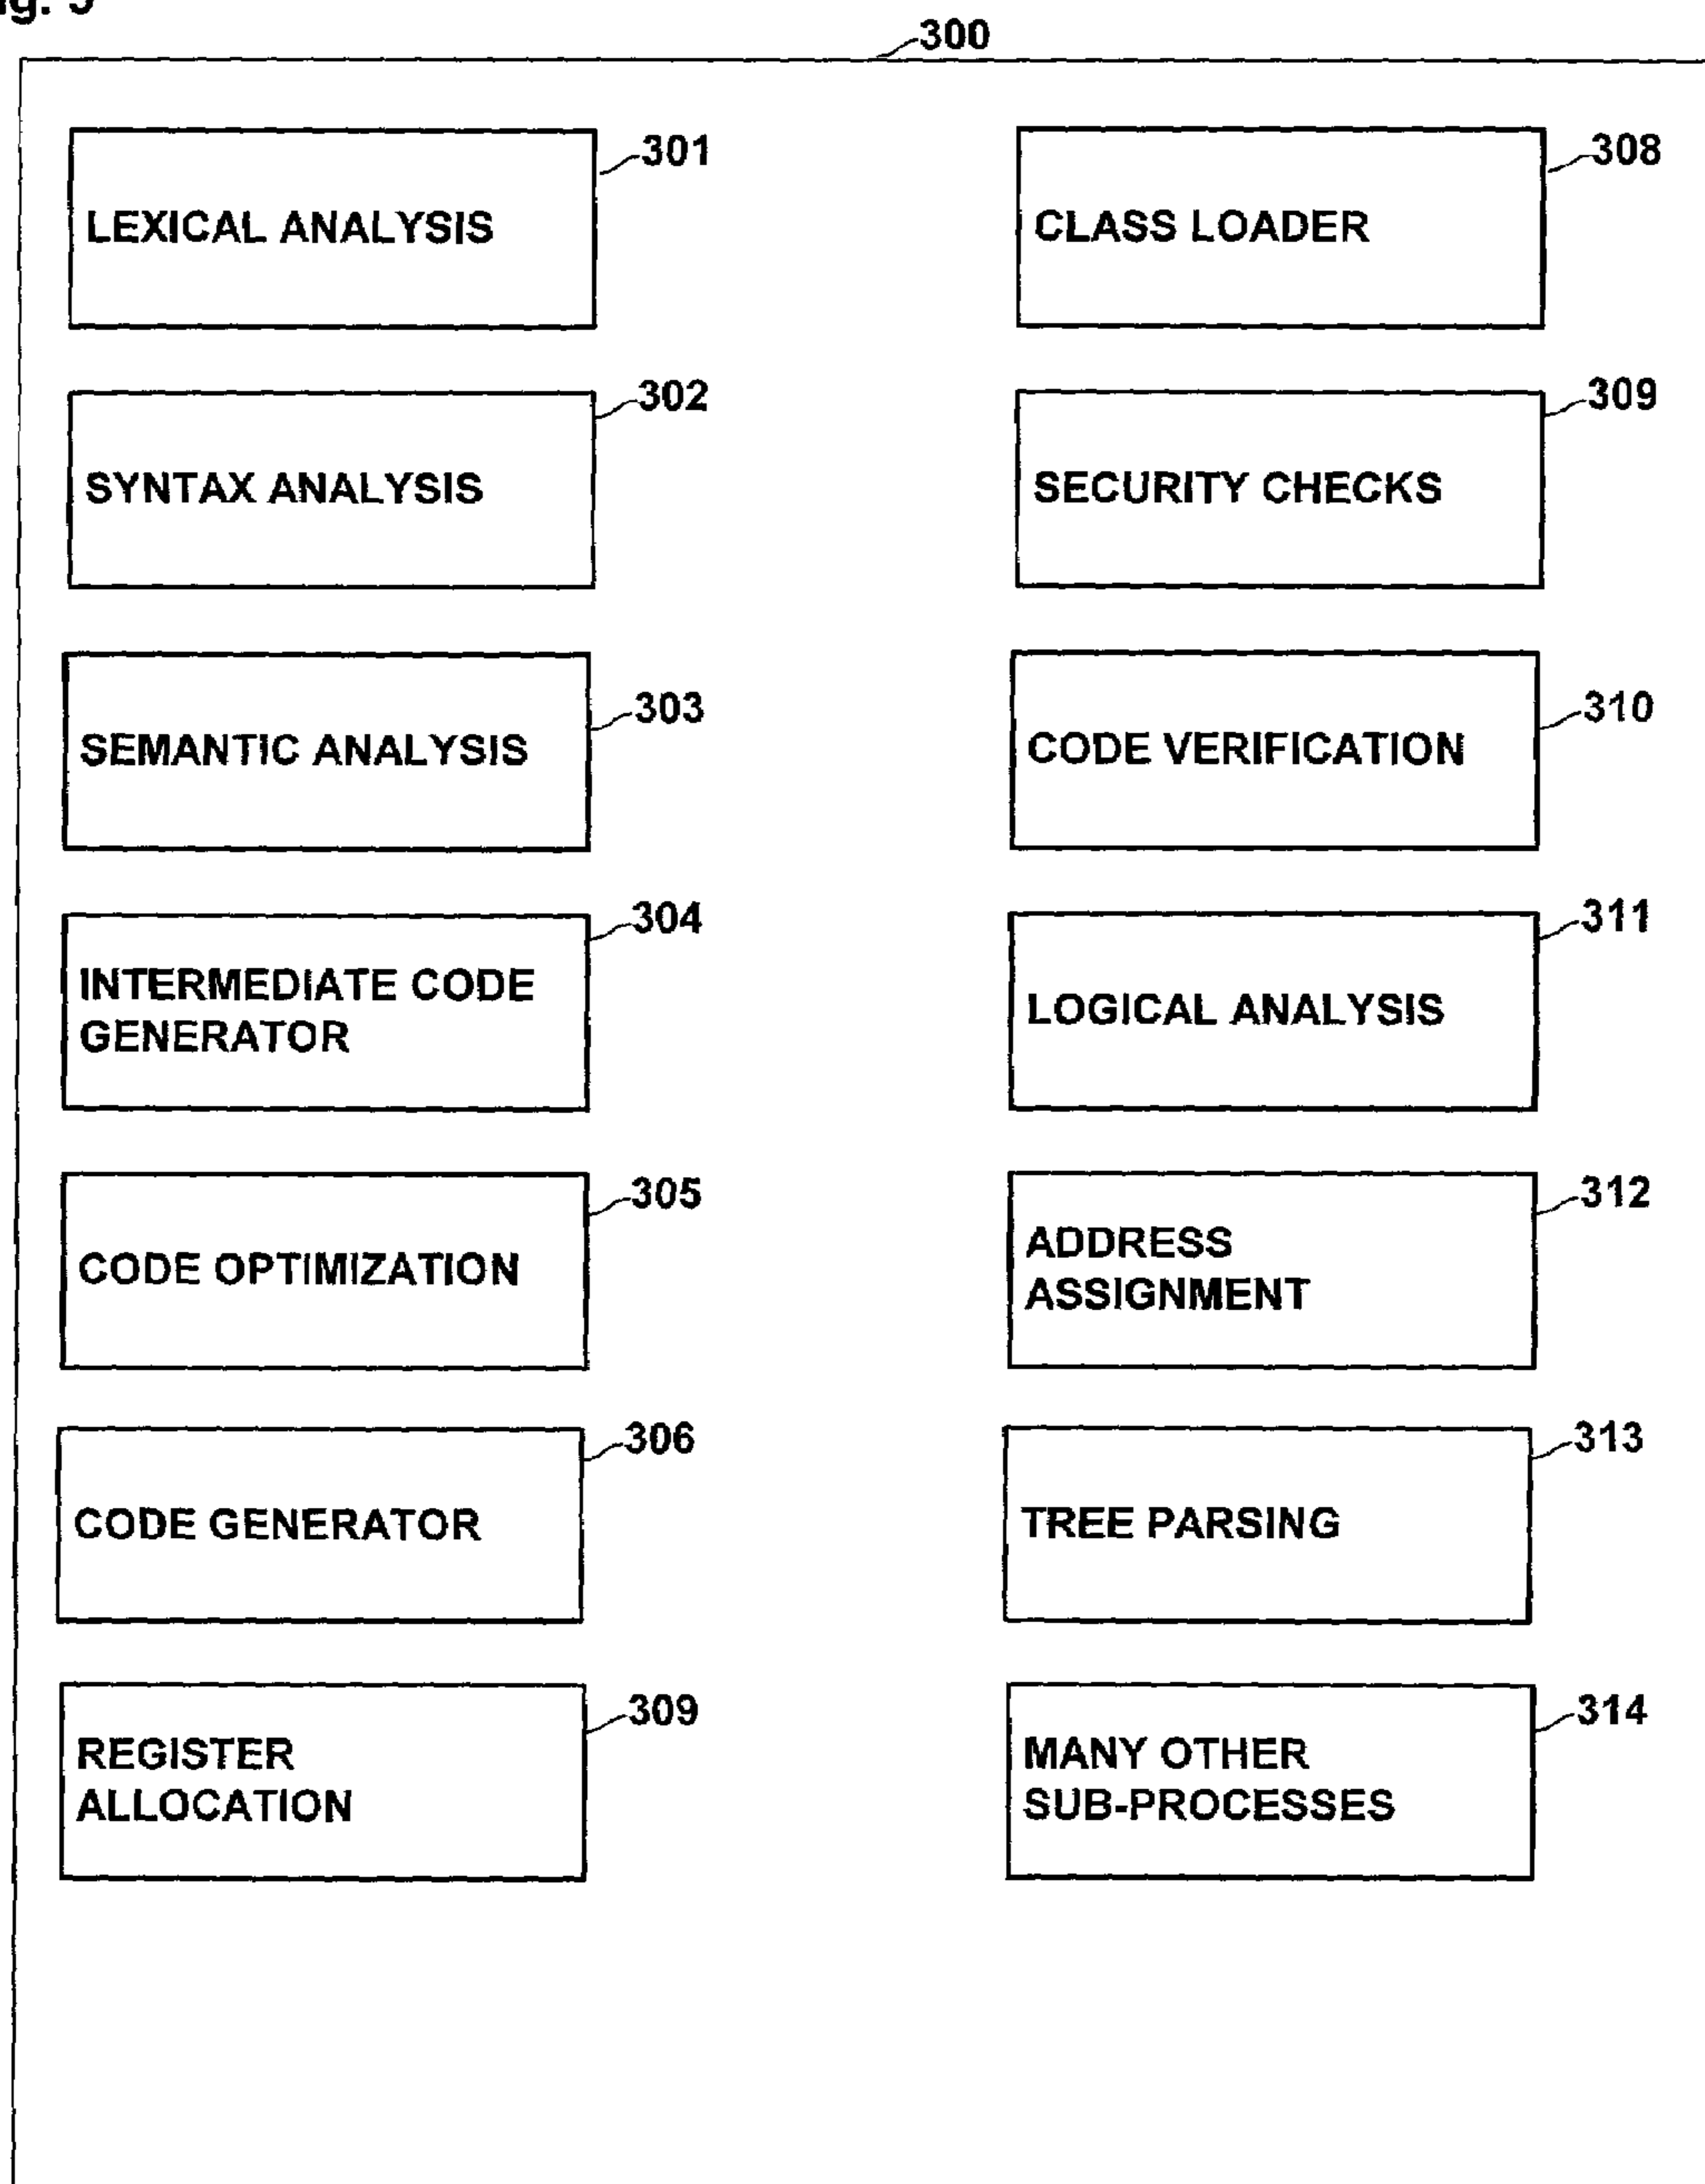 300
301
LEXICAL ANALYSIS
302
SYNTAX ANALYSIS
303
SEMANTIC ANALYSIS
304
INTERMEDIATE CODE
GENERATOR
305
CODE OPTIMIZATION
306
CODE GENERATOR
309
REGISTER
ALLOCATION
308
CLASS LOADER
309
SECURITY CHECKS
310
CODE VERIFICATION
311
LOGICAL ANALYSIS
312
ADDRESS
ASSIGNMENT
313
TREE PARSING
314
MANY OTHER
SUB-PROCESSES